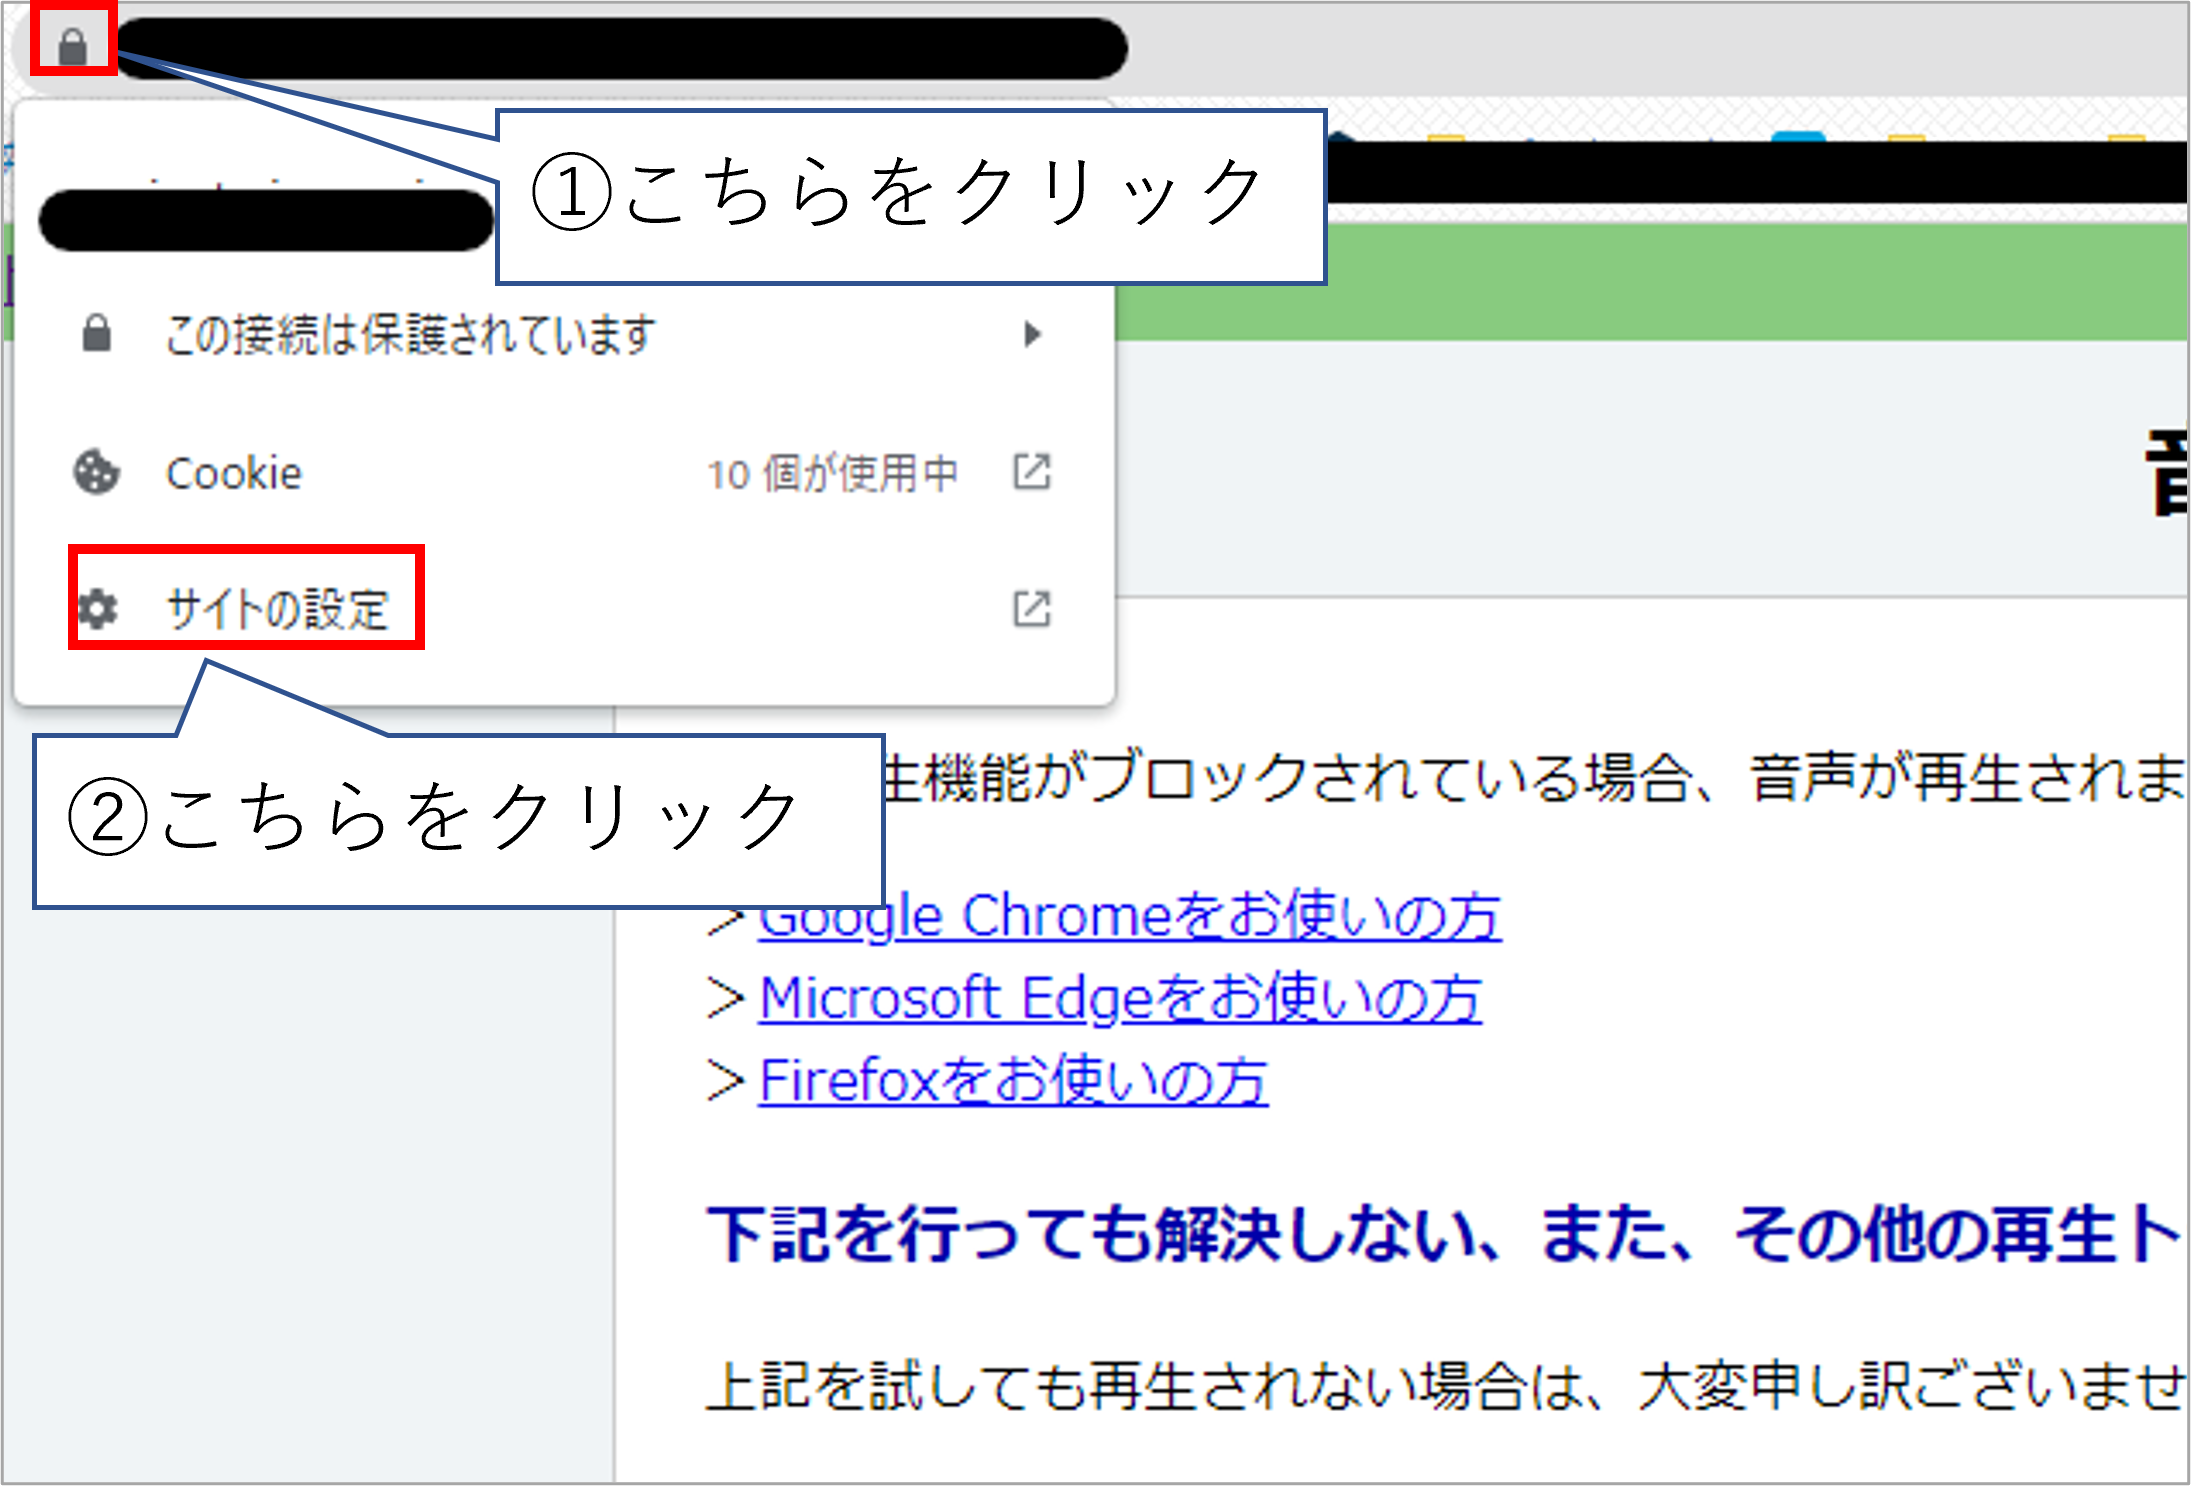 ①こちらをクリック
この接続は保護されています
Cookie 10 個が使用中
サイトの設定
②こちらをクリック
生機能がブロックされている場合、音声が再生されま
>Google Chromeをお使いの方
>Microsoft Edgeをお使いの方
>Firefoxをお使いの方
下記を行っても解決しない、また、その他の再生ト
上記を試しても再生されない場合は、大変申し訳ございませ